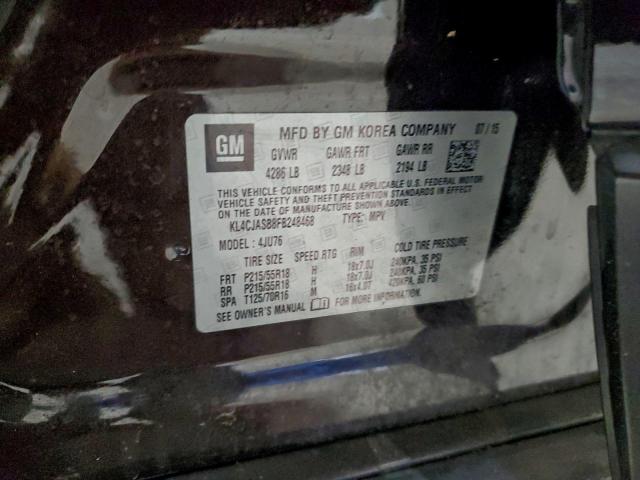 GM
MFD BY GM KOREA COMPANY 07/15
GVWR GAWR FRT GAWR RR
4286 LB 2348 LB 2194 LB
THIS VEHICLE CONFORMS TO ALL APPLICABLE U.S. FEDERAL MOTOR
VEHICLE SAFETY AND THEFT PREVENTION STANDARDS IN EFFECT
ON THE DATE OF MANUFACTURE SHOWN ABOVE.
KL4CJASB8FB248468 TYPE: MPV
MODEL: 4JU76
TIRE SIZE SPEED RTG RIM COLD TIRE PRESSURE
FRT P215/55R18 H 18x7.0J 240KPA, 35 PSI
RR P215/55R18 H 18x7.0J 240KPA, 35 PSI
SPA T125/70R16 M 16x4.0T 420KPA, 60 PSI
SEE OWNER'S MANUAL FOR MORE INFORMATION.